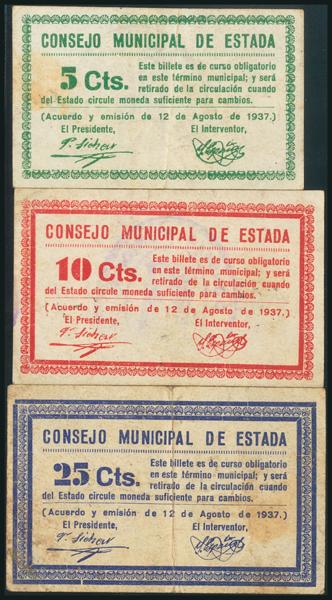 CONSEJO MUNICIPAL DE ESTADA
5 Cts. Este billete es de curso obligatorio
en este término municipal; y será
retirado de la circulación cuando
del Estado circule moneda suficiente para cambios.
(Acuerdo y emisión de 12 de Agosto de 1937.)
El Presidente, El Interventor,
CONSEJO MUNICIPAL DE ESTADA
10 Cts. Este billete es de curso obligatorio
en este término municipal; y será
retirado de la circulación cuando
del Estado circule moneda suficiente para cambios.
(Acuerdo y emisión de 12 de Agosto de 1937.)
El Presidente, El Interventor,
CONSEJO MUNICIPAL DE ESTADA
25 Cts. Este billete es de curso obligatorio
en este término municipal; y será
retirado de la circulación cuando
del Estado circule moneda suficiente para cambios.
(Acuerdo y emisión de 12 de Agosto de 1937.)
El Presidente, El Interventor,